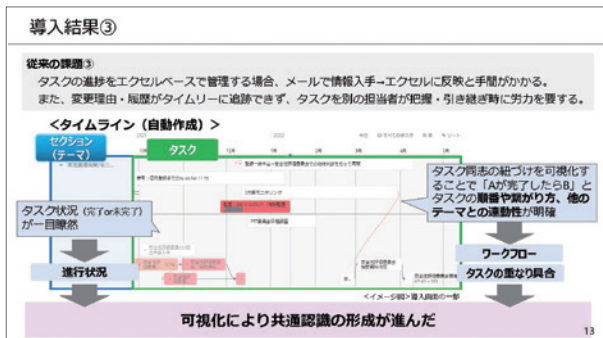 導入結果③
従来の課題③
タスクの進捗をエクセルベースで管理する場合、メールで情報入手→エクセルに反映と手間がかかる。
また、変更理由・履歴がタイムリーに追跡できず、タスクを別の担当者が把握・引き継ぎ時に労力を要する。
<タイムライン(自動作成)>
セクション
(テーマ)
タスク
タスク状況(完了or未完了)
が一目瞭然
タスク同志の紐づけを可視化す
ることで「Aが完了したらB」と
タスクの順番や繋がり方、他の
テーマとの連動性が明確
進行状況
ワークフロー
タスクの重なり具合
<イメージ図>導入画面の一部
可視化により共通認識の形成が進んだ
13